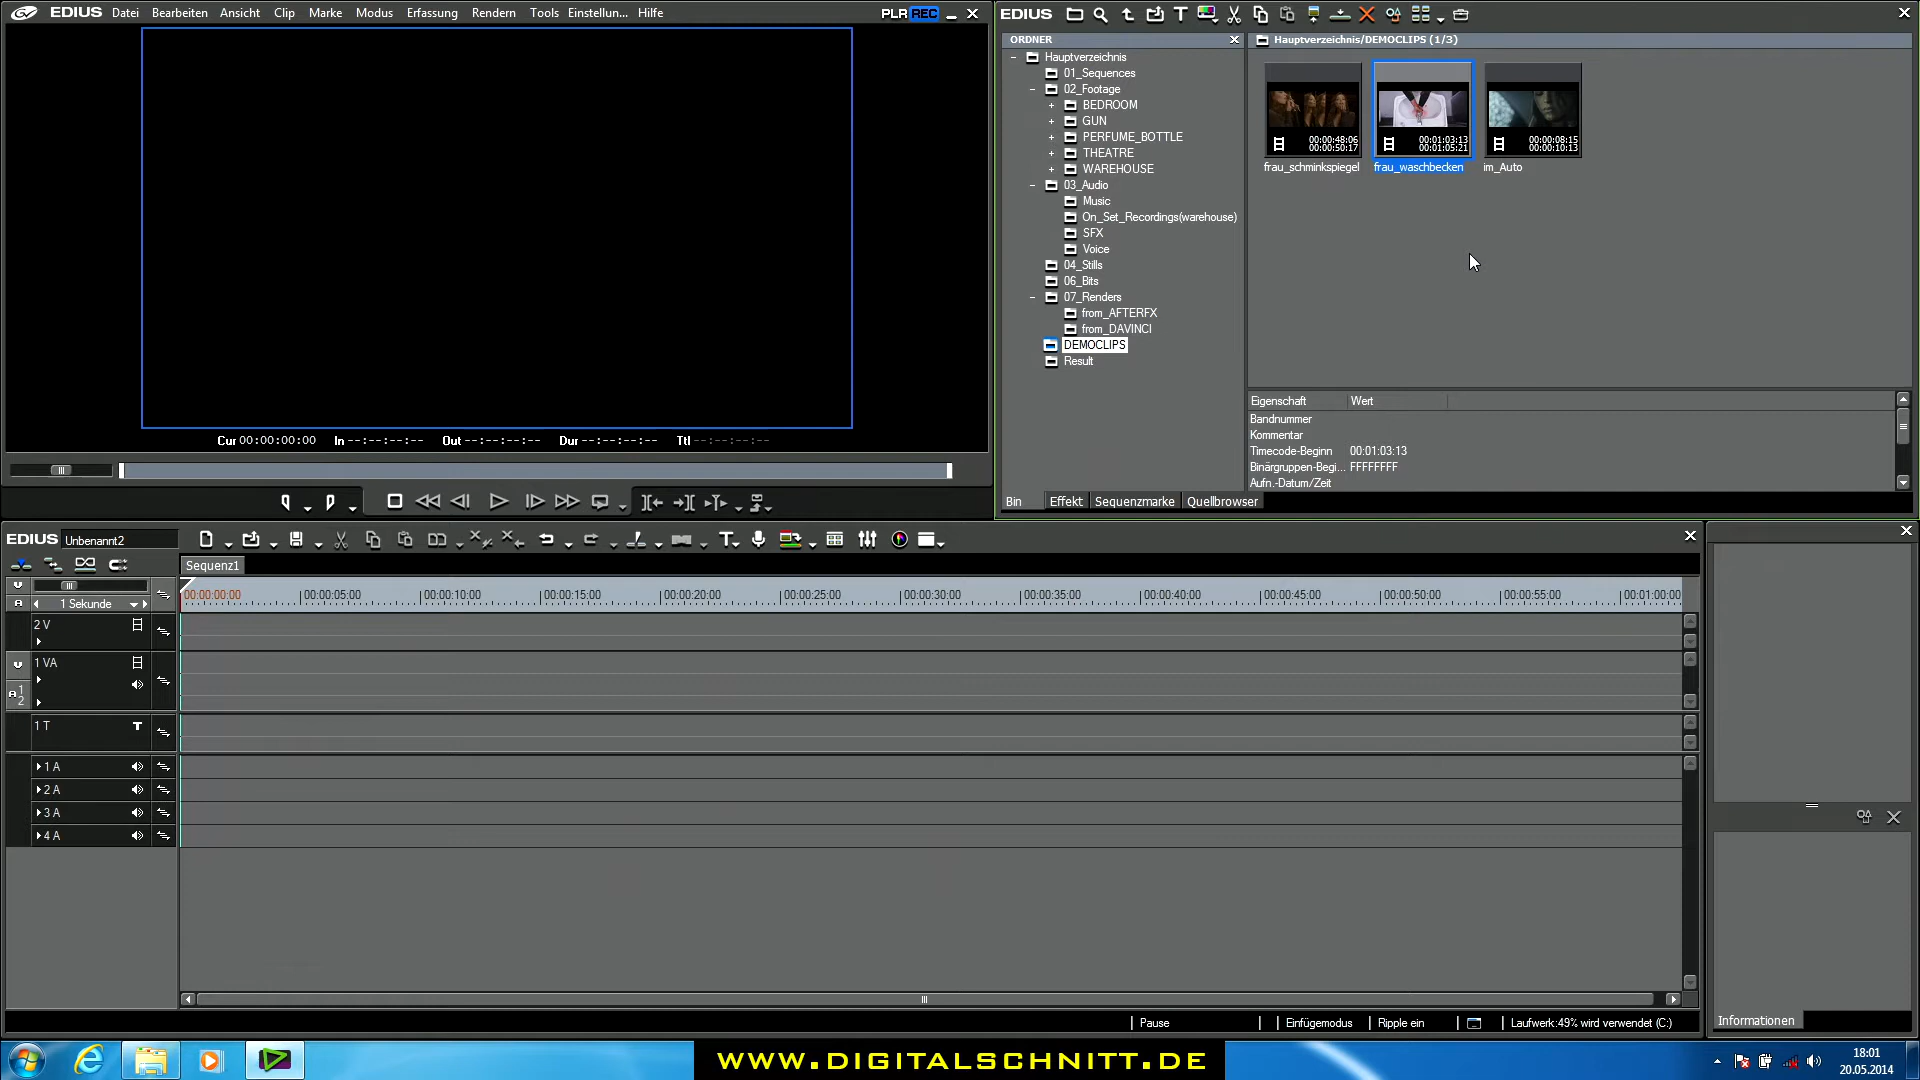 EDIUS Datei Bearbeiten Ansicht Clip Marke Modus Erfassung Rendern Tools Einstellun... Hilfe PLR REC
Cur 00:00:00:00 In --:--:--:-- Out --:--:--:-- Dur --:--:--:-- Ttl --:--:--:--
EDIUS
ORDNER
Hauptverzeichnis
01_Sequences
02_Footage
BEDROOM
GUN
PERFUME_BOTTLE
THEATRE
WAREHOUSE
03_Audio
Music
On_Set_Recordings(warehouse)
SFX
Voice
04_Stills
06_Bits
07_Renders
from_AFTERFX
from_DAVINCI
DEMOCLIPS
Result
Hauptverzeichnis/DEMOCLIPS (1/3)
00:00:48:06
00:00:50:17
frau_schminkspiegel
00:01:03:13
00:01:05:21
frau_waschbecken
00:00:08:15
00:00:10:13
im_Auto
Eigenschaft Wert
Bandnummer
Kommentar
Timecode-Beginn 00:01:03:13
Binärgruppen-Begi... FFFFFFFF
Aufn.-Datum/Zeit
Bin Effekt Sequenzmarke Quellbrowser
EDIUS Unbenannt2
Sequenz1
1 Sekunde
00:00:00:00 00:00:05:00 00:00:10:00 00:00:15:00 00:00:20:00 00:00:25:00 00:00:30:00 00:00:35:00 00:00:40:00 00:00:45:00 00:00:50:00 00:00:55:00 00:01:00:00
2 V
1 VA
1
2
1 T
1 A
2 A
3 A
4 A
Pause Einfügemodus Ripple ein Laufwerk:49% wird verwendet (C:)
Informationen
WWW.DIGITALSCHNITT.DE
18:01
20.05.2014